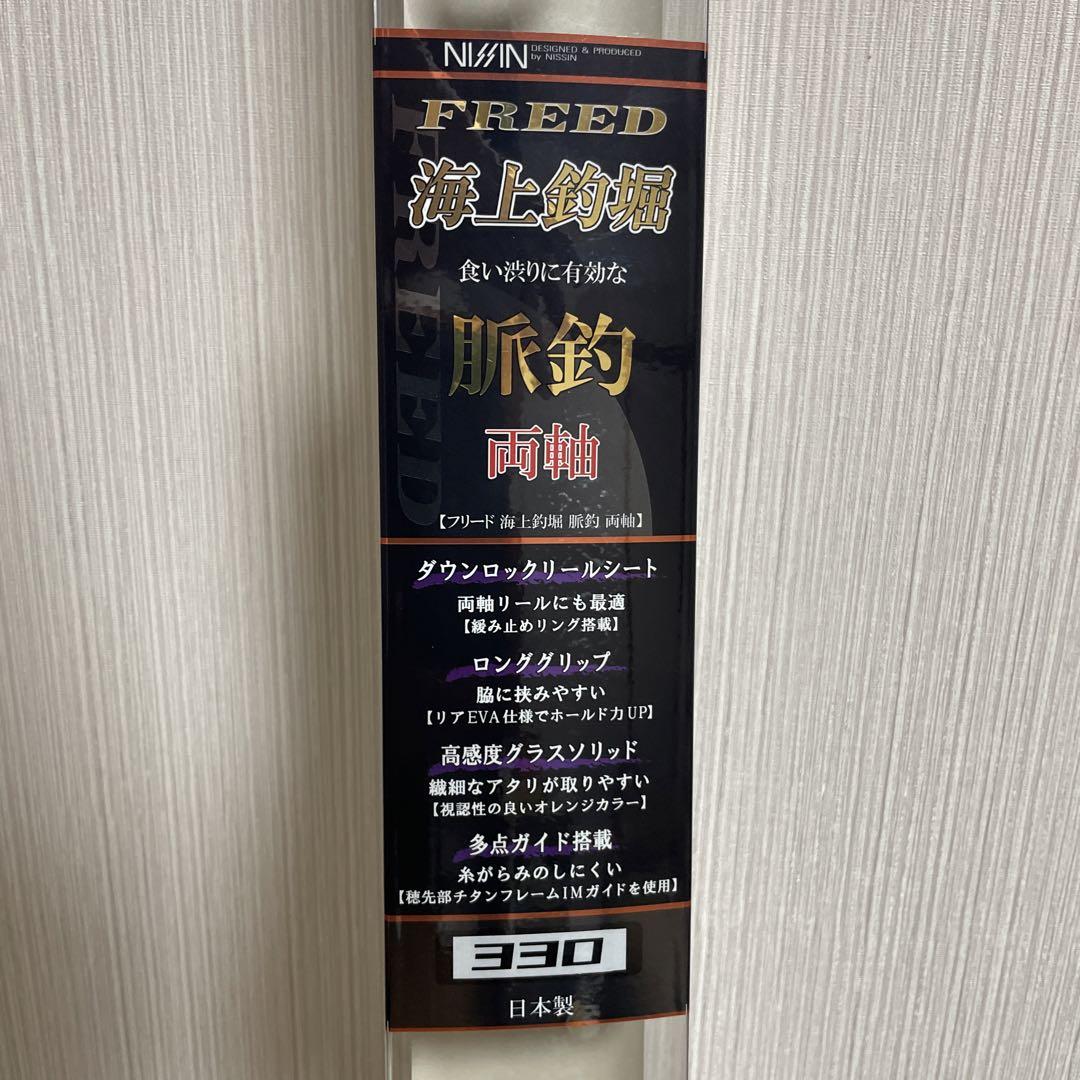 NISSIN DESIGNED & PRODUCED
by NISSIN
FREED
FREED
海上釣堀
食い渋りに有効な
脈釣
両軸
【フリード 海上釣堀 脈釣 両軸】
ダウンロックリールシート
両軸リールにも最適
【緩み止めリング搭載】
ロンググリップ
脇に挟みやすい
【リアEVA仕様でホールド力UP】
高感度グラスソリッド
繊細なアタリが取りやすい
【視認性の良いオレンジカラー】
多点ガイド搭載
糸がらみのしにくい
【穂先部チタンフレームIMガイドを使用】
330
日本製